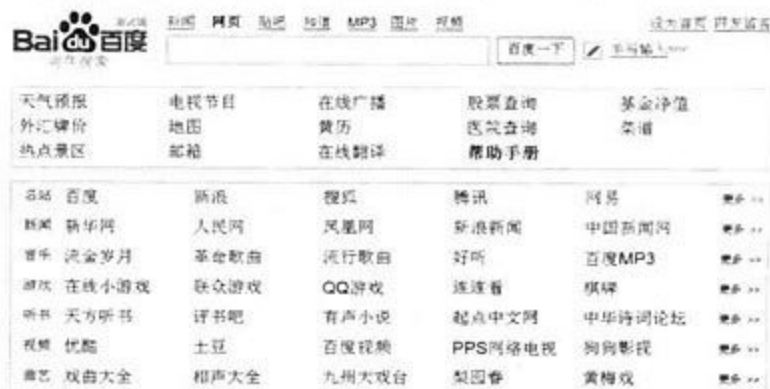 新闻 网页 贴吧 知道 MP3 图片 视频
Bai du 百度
百度一下 手写输入
天气预报 电视节目 在线广播 股票查询 基金净值
外汇牌价 地图 黄历 医院查询 菜谱
热点景区 邮箱 在线翻译 帮助手册
名站 百度 新浪 搜狐 腾讯 网易 更多 >>
新闻 新华网 人民网 凤凰网 新浪新闻 中国新闻网 更多 >>
音乐 流金岁月 革命歌曲 流行歌曲 好听 百度MP3 更多 >>
游戏 在线小游戏 联众游戏 QQ游戏 连连看 棋牌 更多 >>
听书 天方听书 评书吧 有声小说 起点中文网 中华诗词论坛 更多 >>
视频 优酷 土豆 百度视频 PPS网络电视 狗狗影视 更多 >>
曲艺 戏曲大全 相声大全 九州大戏台 梨园春 黄梅戏 更多 >>